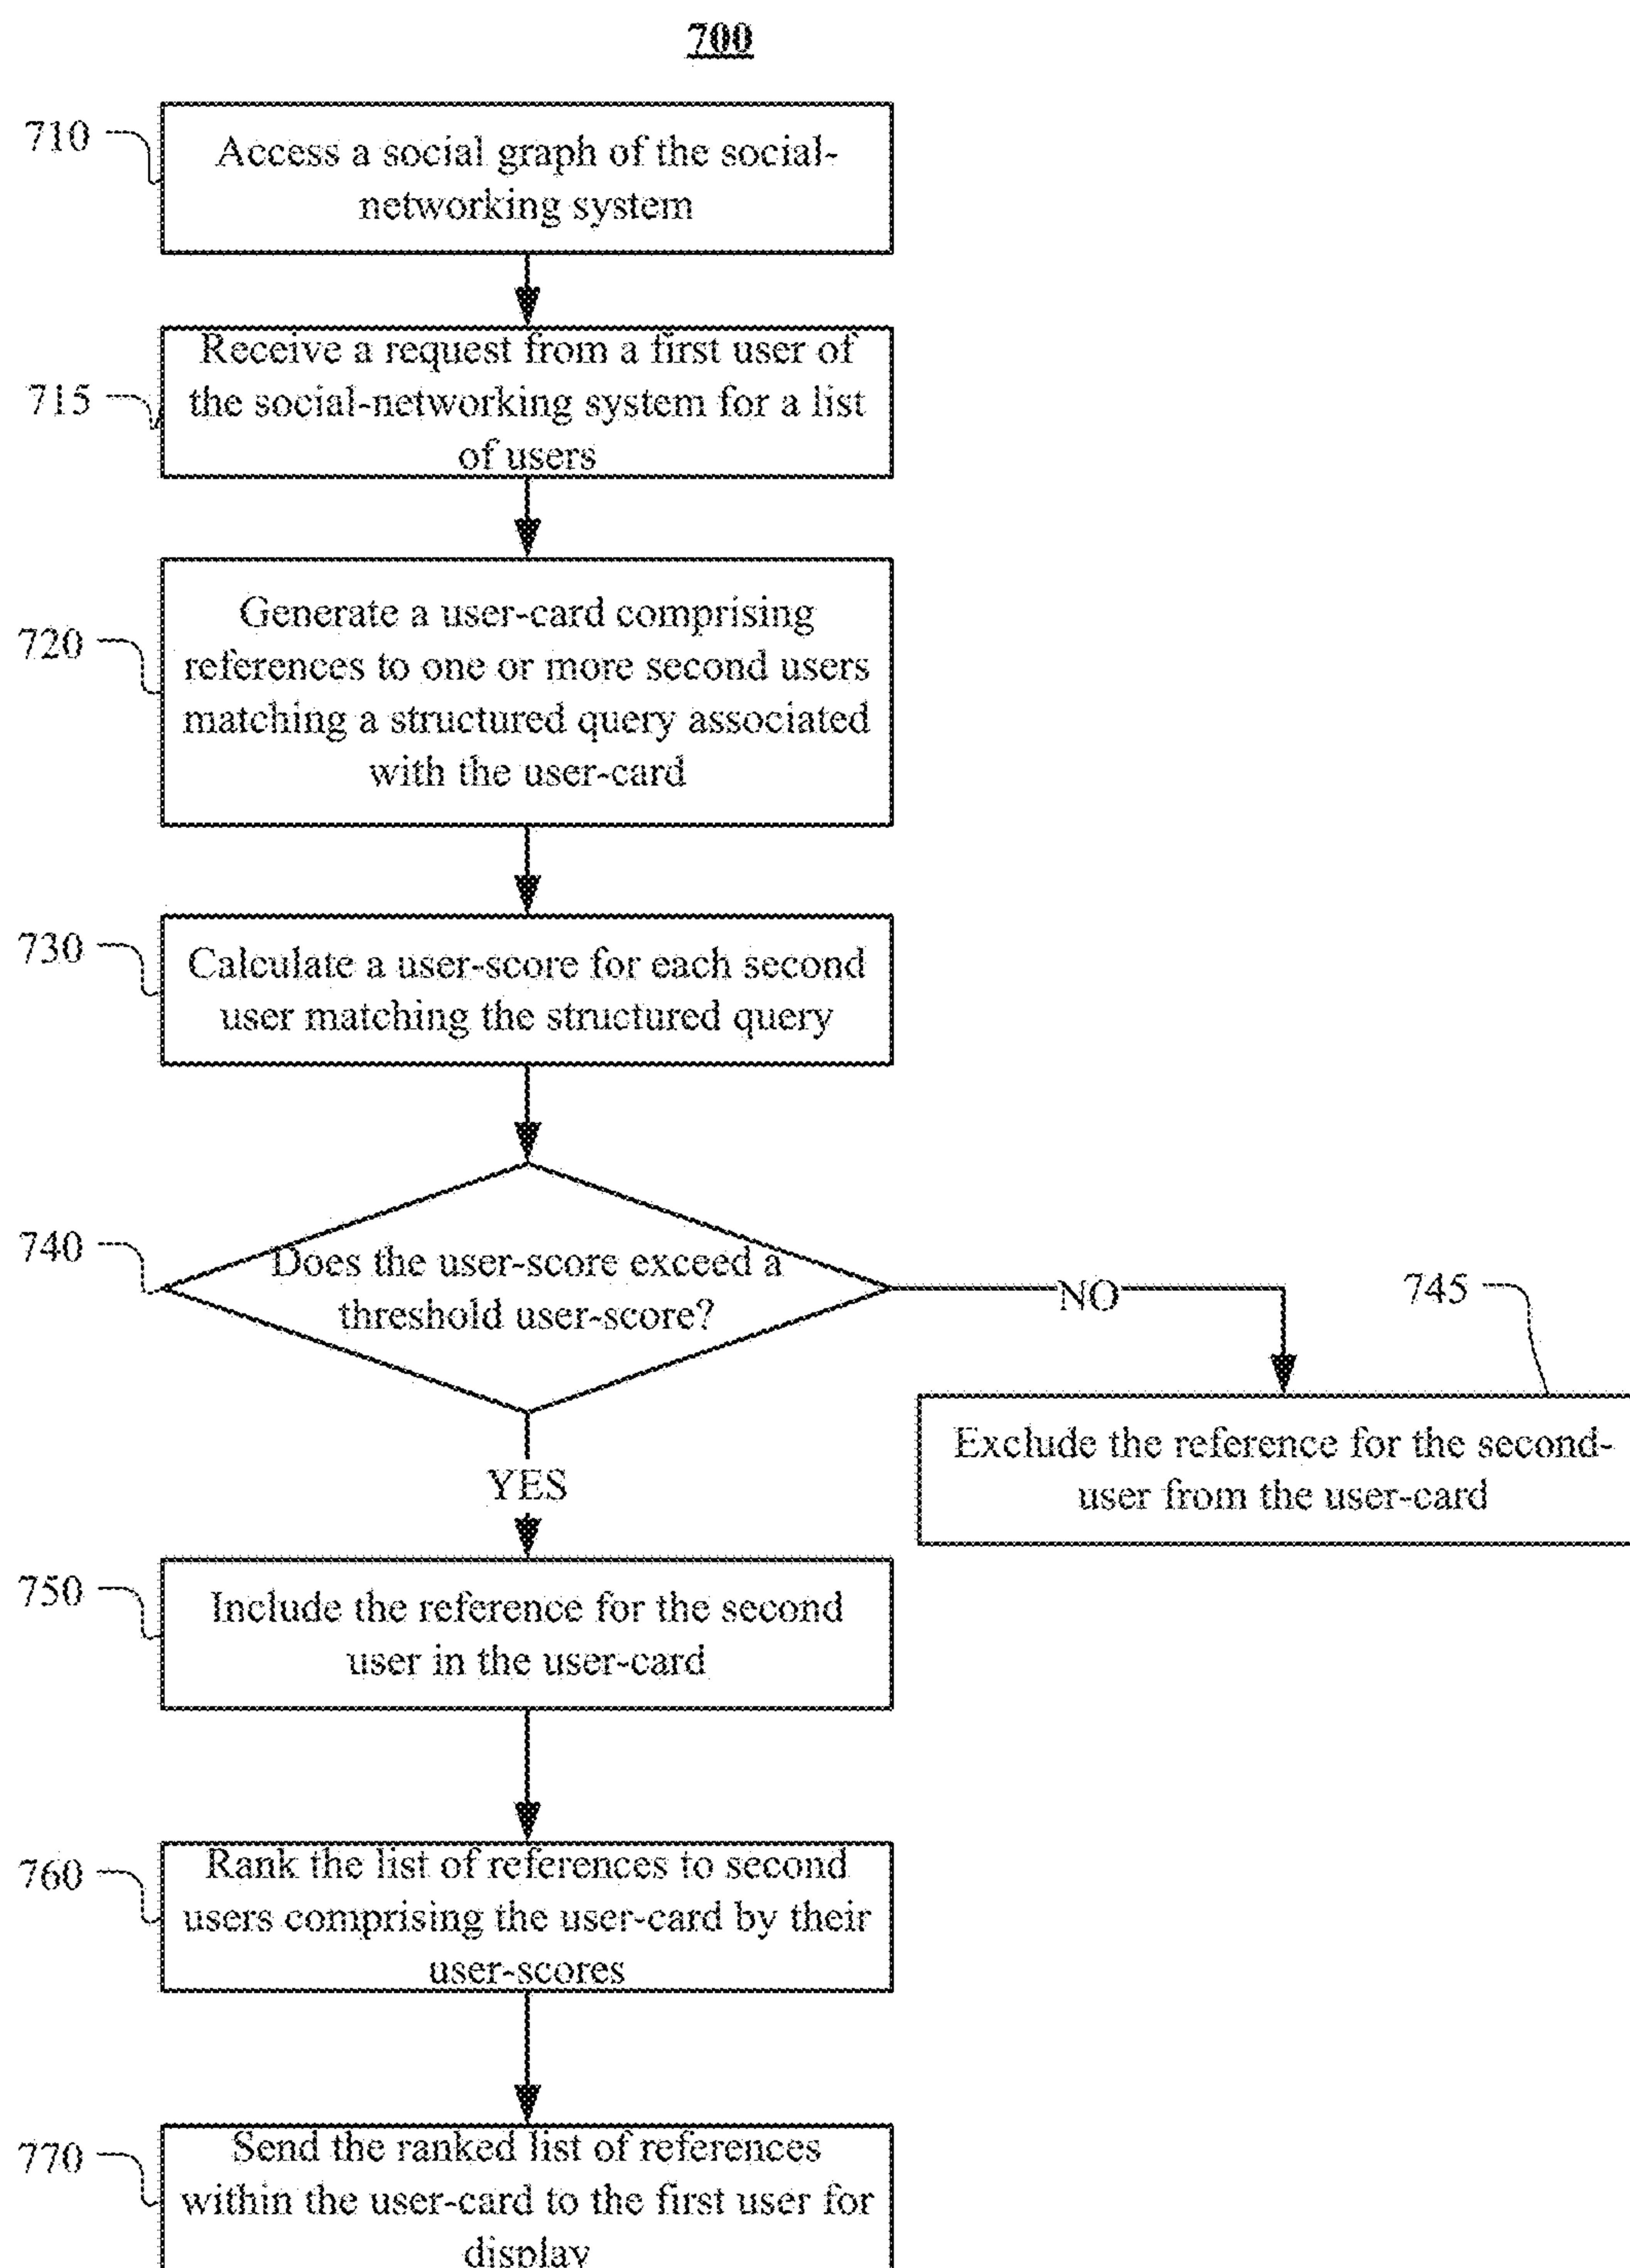 700
710
Access a social graph of the social-
networking system
715
Receive a request from a first user of
the social-networking system for a list
of users
720
Generate a user-card comprising
references to one or more second users
matching a structured query associated
with the user-card
730
Calculate a user-score for each second
user matching the structured query
740
Does the user-score exceed a
threshold user-score?
NO
745
Exclude the reference for the second-
user from the user-card
YES
750
Include the reference for the second
user in the user-card
760
Rank the list of references to second
users comprising the user-card by their
user-scores
770
Send the ranked list of references
within the user-card to the first user for
display